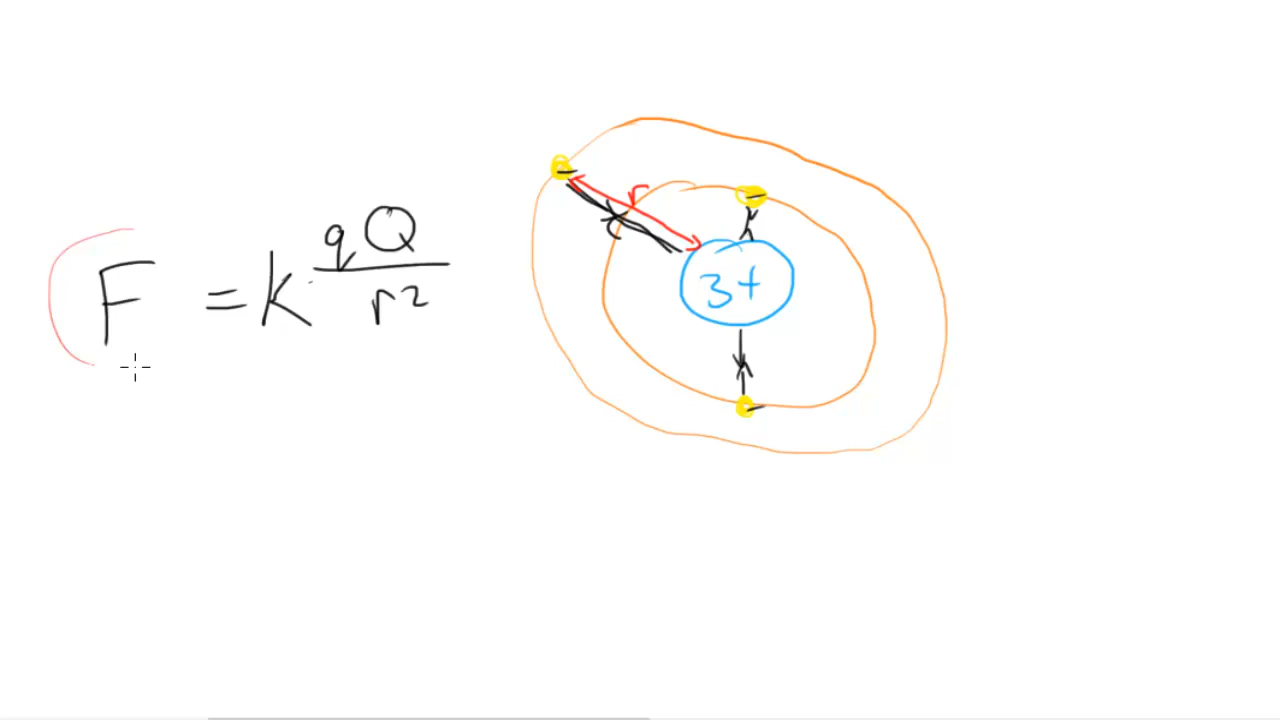 F = k qQ / r²
r
3+
-
-
-